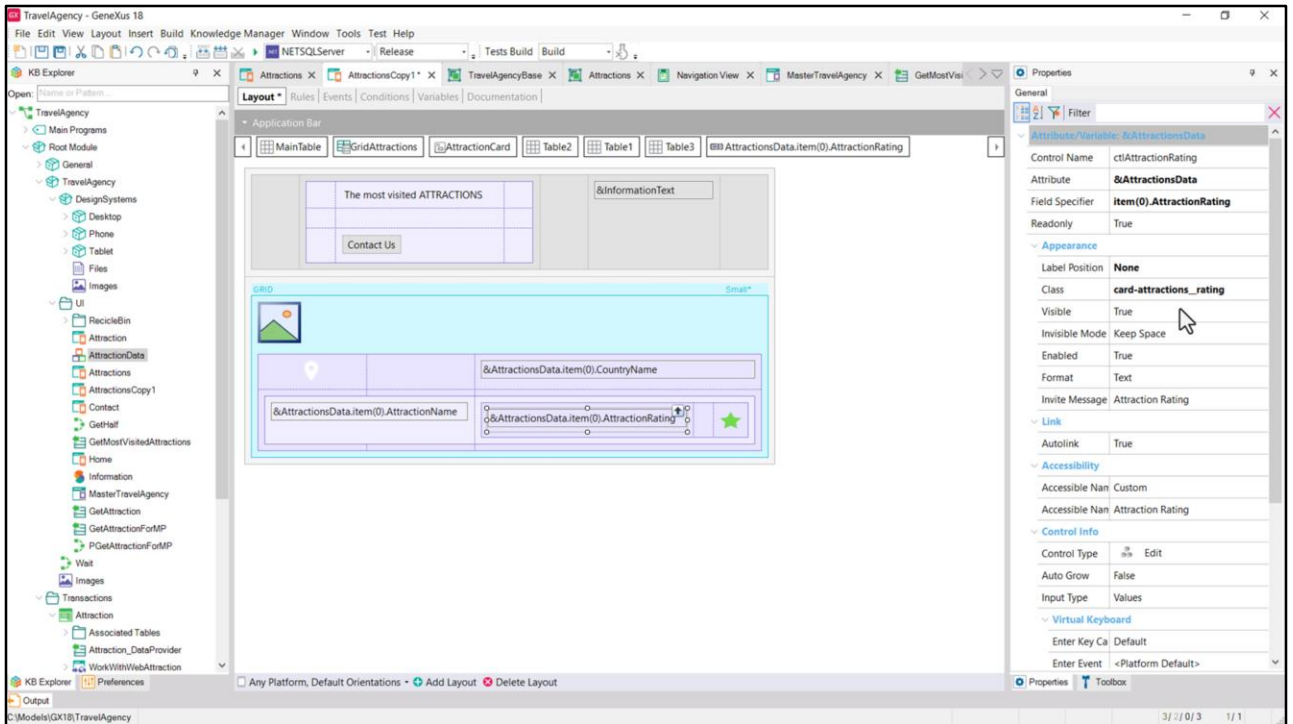 TravelAgency - GeneXus 18
File Edit View Layout Insert Build Knowledge Manager Window Tools Test Help
NETSQLServer Release Tests Build Build
KB Explorer
Open: Name or Pattern...
TravelAgency
Main Programs
Root Module
General
TravelAgency
DesignSystems
Desktop
Phone
Tablet
Files
Images
UI
RecicleBin
Attraction
AttractionData
Attractions
AttractionsCopy1
Contact
GetHalf
GetMostVisitedAttractions
Home
Information
MasterTravelAgency
GetAttraction
GetAttractionForMP
PGetAttractionForMP
Wait
Images
Transactions
Attraction
Associated Tables
Attraction_DataProvider
WorkWithWebAttraction
KB Explorer Preferences
Output
C:\Models\GX18\TravelAgency
Attractions X AttractionsCopy1* X TravelAgencyBase X Attractions X Navigation View X MasterTravelAgency X GetMostVisi
Layout * Rules Events Conditions Variables Documentation
Application Bar
MainTable GridAttractions AttractionCard Table2 Table1 Table3 AttractionsData.item(0).AttractionRating
The most visited ATTRACTIONS
&InformationText
Contact Us
GRID Small*
&AttractionsData.item(0).CountryName
&AttractionsData.item(0).AttractionName
&AttractionsData.item(0).AttractionRating
Any Platform, Default Orientations Add Layout Delete Layout
Properties
General
Filter
Attribute/Variable: &AttractionsData
Control Name ctlAttractionRating
Attribute &AttractionsData
Field Specifier item(0).AttractionRating
Readonly True
Appearance
Label Position None
Class card-attractions__rating
Visible True
Invisible Mode Keep Space
Enabled True
Format Text
Invite Message Attraction Rating
Link
Autolink True
Accessibility
Accessible Nam Custom
Accessible Nam Attraction Rating
Control Info
Control Type Edit
Auto Grow False
Input Type Values
Virtual Keyboard
Enter Key Ca Default
Enter Event <Platform Default>
Properties Toolbox
3/2/0/3 1/1